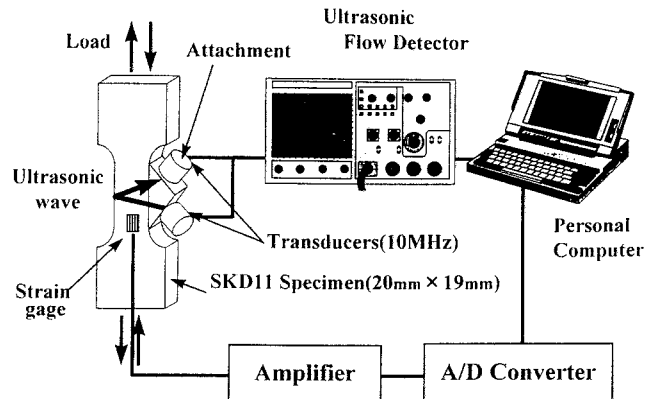 Ultrasonic
Flow Detector
Load
Attachment
Ultrasonic
wave
Transducers(10MHz)
Personal
Computer
SKD11 Specimen(20mm × 19mm)
Strain
gage
Amplifier
A/D Converter